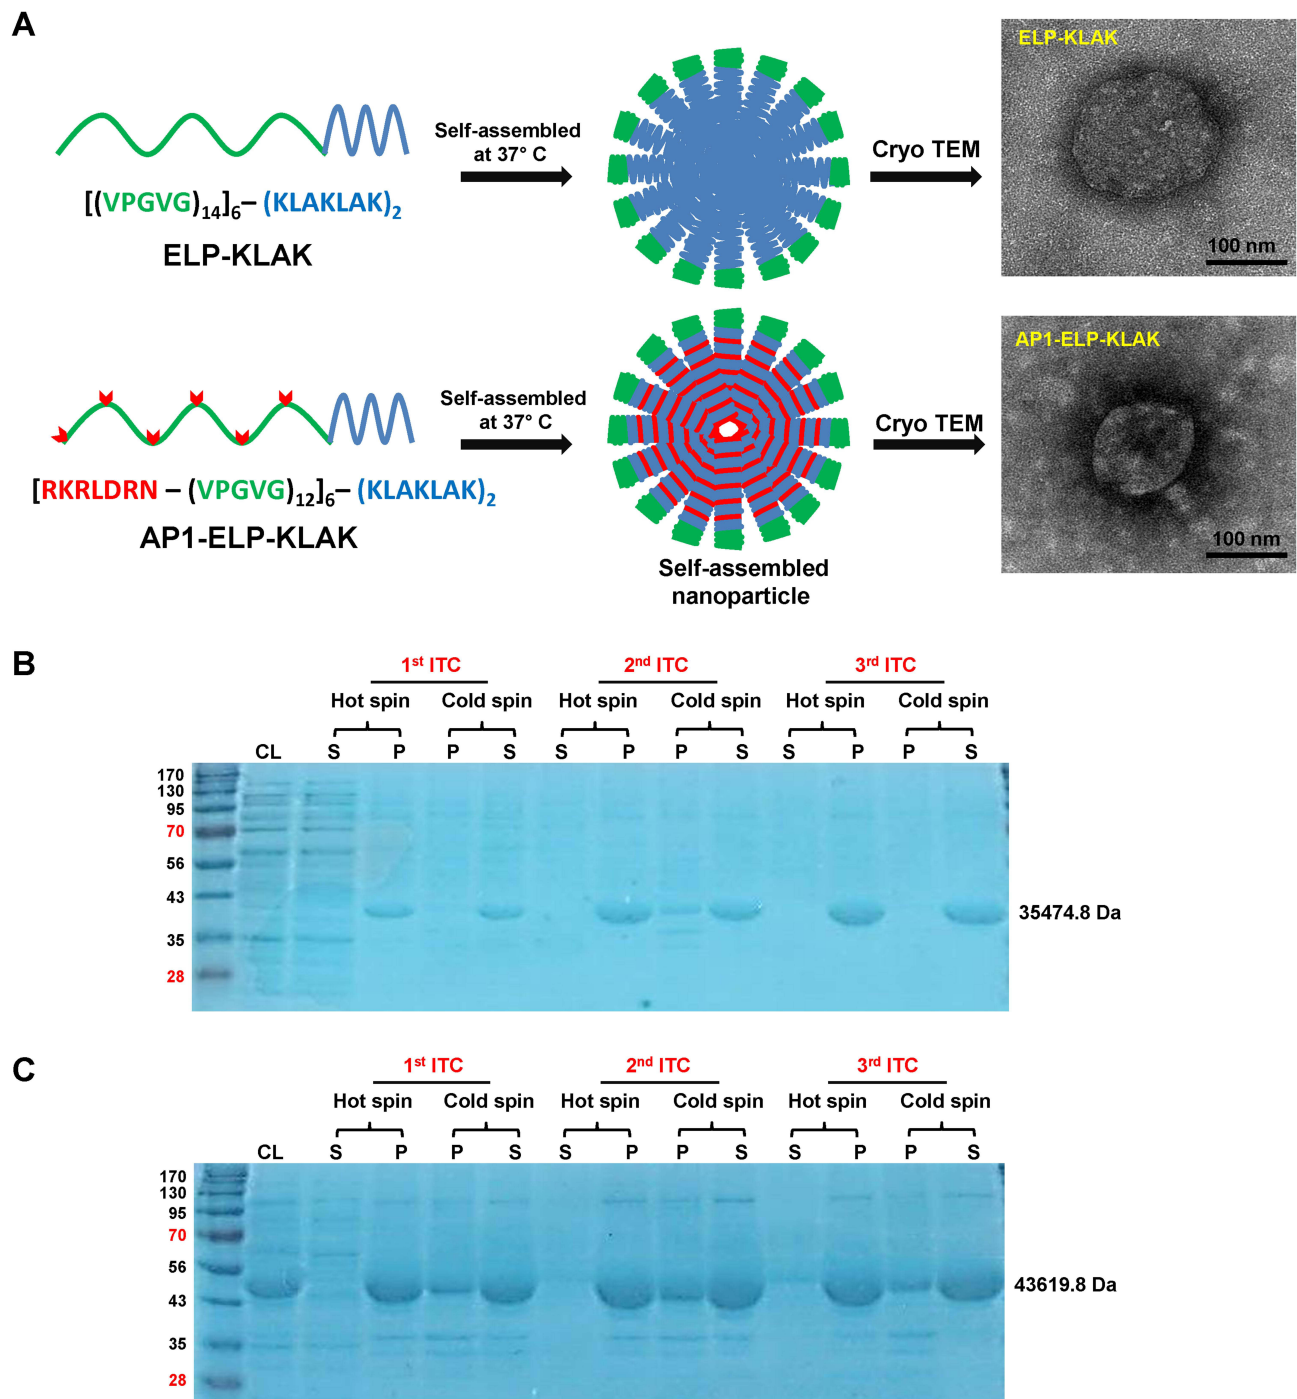 A
ELP-KLAK
Self-assembled
at 37° C
Cryo TEM
[(VPGVG)14]6– (KLAKLAK)2
ELP-KLAK
100 nm
AP1-ELP-KLAK
Self-assembled
at 37° C
Cryo TEM
[RKRLDRN – (VPGVG)12]6– (KLAKLAK)2
AP1-ELP-KLAK
100 nm
Self-assembled
nanoparticle
B
1st ITC 2nd ITC 3rd ITC
Hot spin Cold spin Hot spin Cold spin Hot spin Cold spin
CL S P P S S P P S S P P S
170
130
95
70
56
43
35474.8 Da
35
28
C
1st ITC 2nd ITC 3rd ITC
Hot spin Cold spin Hot spin Cold spin Hot spin Cold spin
CL S P P S S P P S S P P S
170
130
95
70
56
43619.8 Da
43
35
28